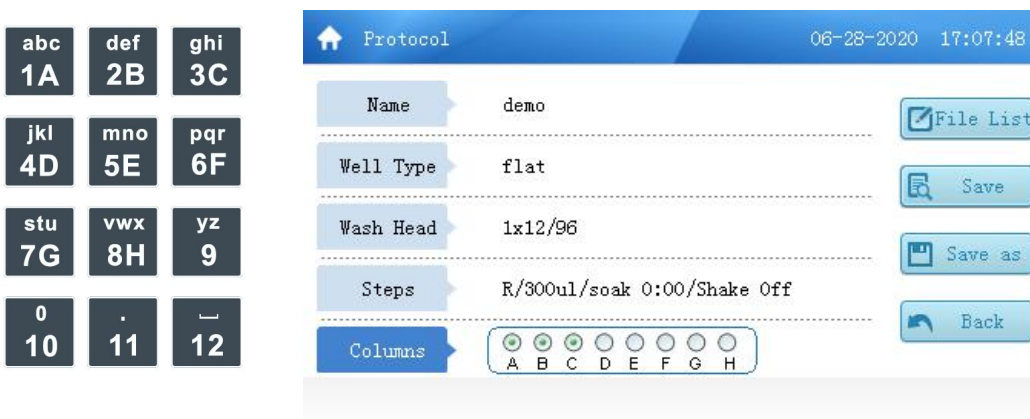 abc
1A
def
2B
ghi
3C
jkl
4D
mno
5E
pqr
6F
stu
7G
vwx
8H
yz
9
0
10
.
11
⎵
12
Protocol 06-28-2020 17:07:48
Name demo
File List
Well Type flat
Save
Wash Head 1x12/96
Save as
Steps R/300ul/soak 0:00/Shake Off
Back
Columns
A B C D E F G H